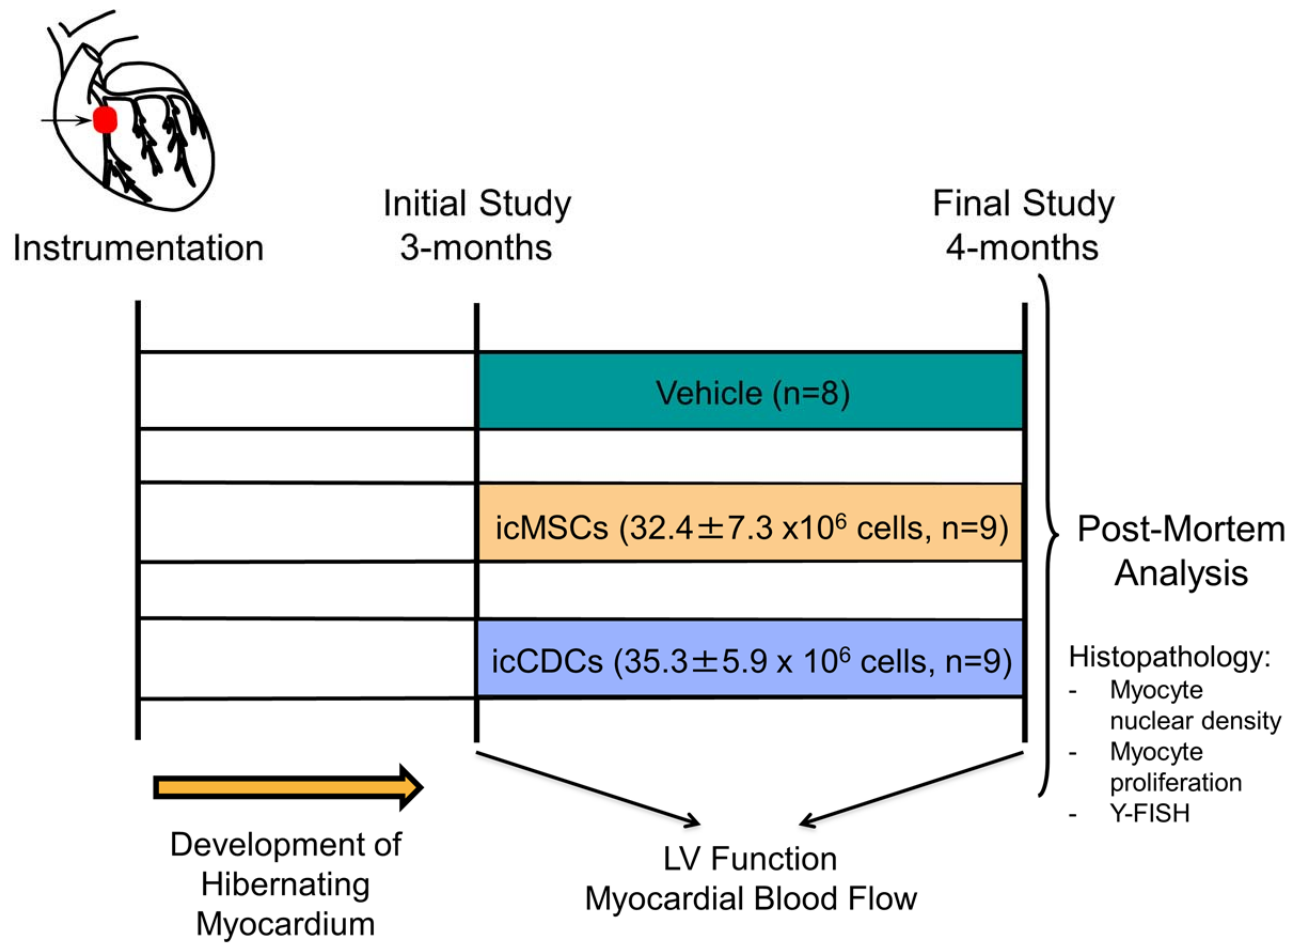 Instrumentation
Initial Study
3-months
Final Study
4-months
Vehicle (n=8)
icMSCs (32.4±7.3 x10⁶ cells, n=9)
icCDCs (35.3±5.9 x 10⁶ cells, n=9)
Post-Mortem
Analysis
Histopathology:
- Myocyte
nuclear density
- Myocyte
proliferation
- Y-FISH
Development of
Hibernating
Myocardium
LV Function
Myocardial Blood Flow